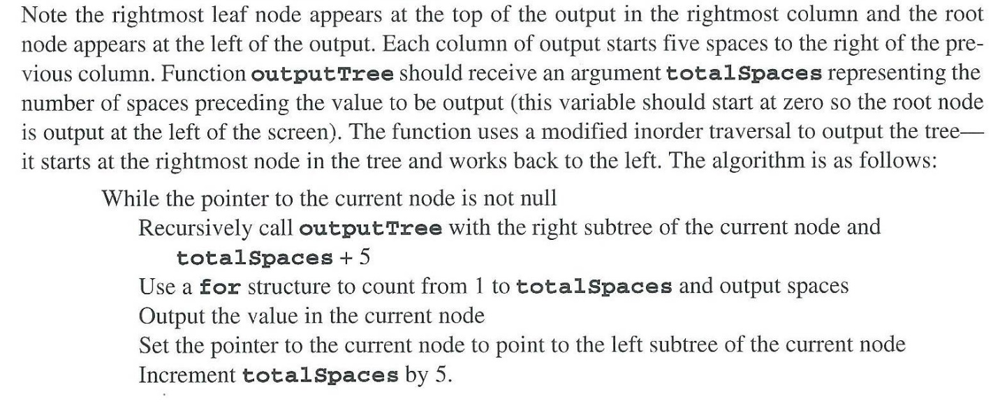 Note the rightmost leaf node appears at the top of the output in the rightmost column and the root
node appears at the left of the output. Each column of output starts five spaces to the right of the pre-
vious column. Function outputTree should receive an argument totalSpaces representing the
number of spaces preceding the value to be output (this variable should start at zero so the root node
is output at the left of the screen). The function uses a modified inorder traversal to output the tree—
it starts at the rightmost node in the tree and works back to the left. The algorithm is as follows:
While the pointer to the current node is not null
Recursively call outputTree with the right subtree of the current node and
totalSpaces + 5
Use a for structure to count from 1 to totalSpaces and output spaces
Output the value in the current node
Set the pointer to the current node to point to the left subtree of the current node
Increment totalSpaces by 5.